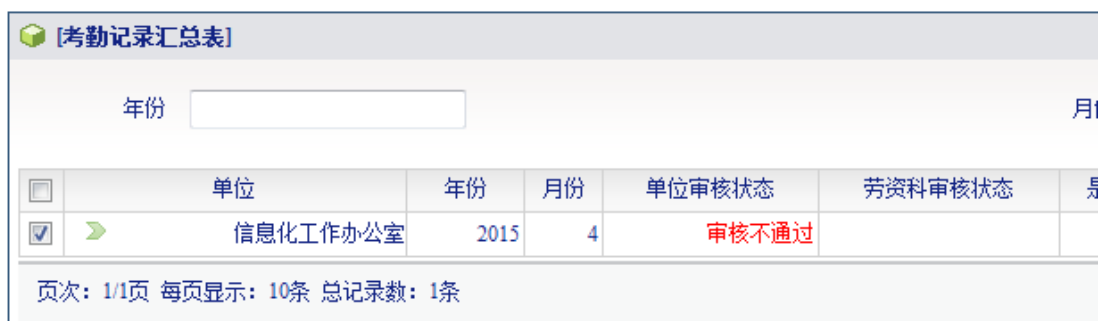 [考勤记录汇总表]
年份 月
单位 年份 月份 单位审核状态 劳资科审核状态 是
信息化工作办公室 2015 4 审核不通过
页次：1/1页 每页显示：10条 总记录数：1条